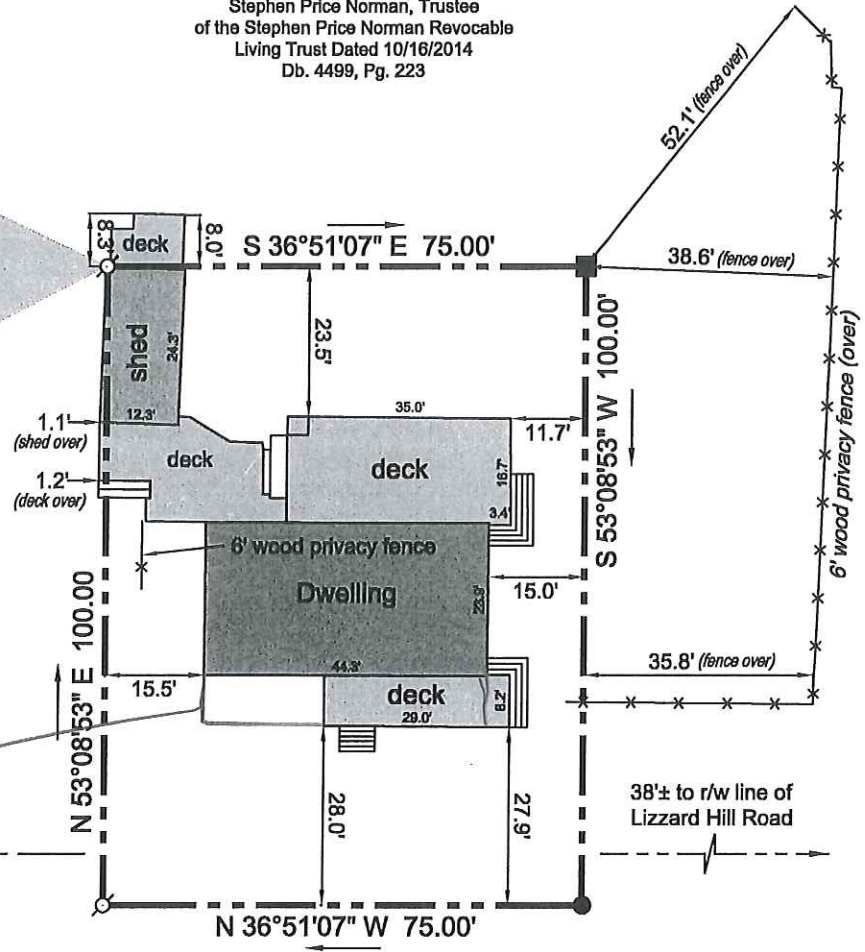 Stephen Price Norman, Trustee
of the Stephen Price Norman Revocable
Living Trust Dated 10/16/2014
Db. 4499, Pg. 223
52.1' (fence over)
8.3'
deck
8.0'
S 36°51'07" E 75.00'
38.6' (fence over)
shed
24.3'
12.3'
23.5'
S 53°08'53" W 100.00'
6' wood privacy fence (over)
1.1'
(shed over)
35.0'
11.7'
deck
deck
16.7'
1.2'
(deck over)
3.4'
6' wood privacy fence
Dwelling
23.9'
15.0'
N 53°08'53" E 100.00
15.5'
44.3'
35.8' (fence over)
deck
29.0'
8.2'
28.0'
27.9'
38'± to r/w line of
Lizzard Hill Road
N 36°51'07" W 75.00'